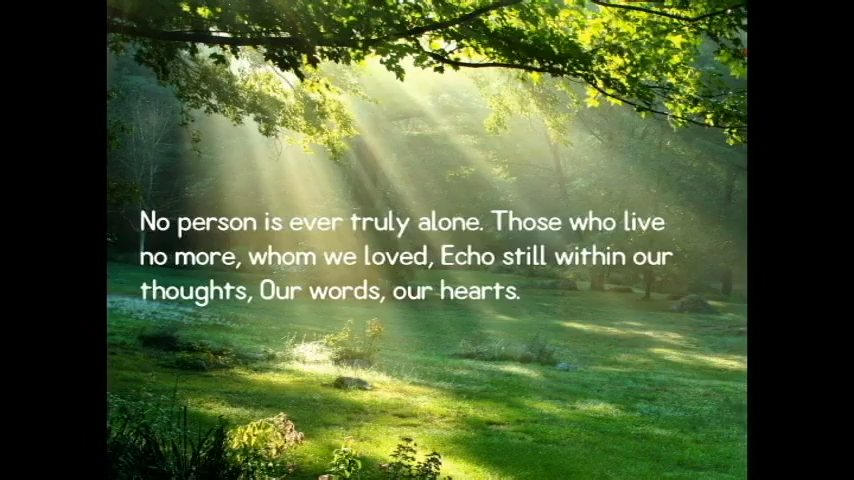 No person is ever truly alone. Those who live
no more, whom we loved, Echo still within our
thoughts, Our words, our hearts.